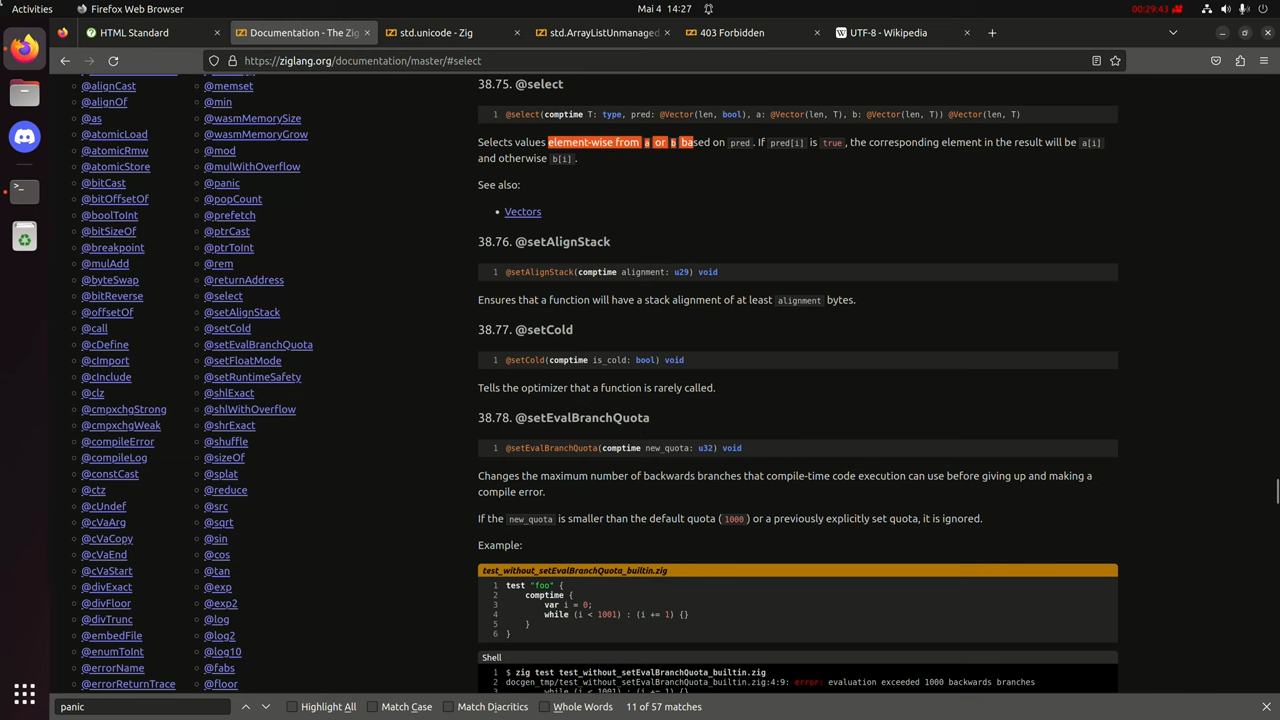 Activities
Firefox Web Browser
Mai 4 14:27
00:29:43
HTML Standard
Documentation - The Zig
std.unicode - Zig
std.ArrayListUnmanaged
403 Forbidden
UTF-8 - Wikipedia
https://ziglang.org/documentation/master/#select
@alignCast
@alignOf
@as
@atomicLoad
@atomicRmw
@atomicStore
@bitCast
@bitOffsetOf
@boolToInt
@bitSizeOf
@breakpoint
@mulAdd
@byteSwap
@bitReverse
@offsetOf
@call
@cDefine
@cImport
@cInclude
@clz
@cmpxchgStrong
@cmpxchgWeak
@compileError
@compileLog
@constCast
@ctz
@cUndef
@cVaArg
@cVaCopy
@cVaEnd
@cVaStart
@divExact
@divFloor
@divTrunc
@embedFile
@enumToInt
@errorName
@errorReturnTrace
@memset
@min
@wasmMemorySize
@wasmMemoryGrow
@mod
@mulWithOverflow
@panic
@popCount
@prefetch
@ptrCast
@ptrToInt
@rem
@returnAddress
@select
@setAlignStack
@setCold
@setEvalBranchQuota
@setFloatMode
@setRuntimeSafety
@shlExact
@shlWithOverflow
@shrExact
@shuffle
@sizeOf
@splat
@reduce
@src
@sqrt
@sin
@cos
@tan
@exp
@exp2
@log
@log2
@log10
@fabs
@floor
38.75. @select
1 @select(comptime T: type, pred: @Vector(len, bool), a: @Vector(len, T), b: @Vector(len, T)) @Vector(len, T)
Selects values element-wise from a or b based on pred. If pred[i] is true, the corresponding element in the result will be a[i]
and otherwise b[i].
See also:
• Vectors
38.76. @setAlignStack
1 @setAlignStack(comptime alignment: u29) void
Ensures that a function will have a stack alignment of at least alignment bytes.
38.77. @setCold
1 @setCold(comptime is_cold: bool) void
Tells the optimizer that a function is rarely called.
38.78. @setEvalBranchQuota
1 @setEvalBranchQuota(comptime new_quota: u32) void
Changes the maximum number of backwards branches that compile-time code execution can use before giving up and making a
compile error.
If the new_quota is smaller than the default quota (1000) or a previously explicitly set quota, it is ignored.
Example:
test_without_setEvalBranchQuota_builtin.zig
1 test "foo" {
2 comptime {
3 var i = 0;
4 while (i < 1001) : (i += 1) {}
5 }
6 }
Shell
1 $ zig test test_without_setEvalBranchQuota_builtin.zig
2 docgen_tmp/test_without_setEvalBranchQuota_builtin.zig:4:9: error: evaluation exceeded 1000 backwards branches
panic
Highlight All
Match Case
Match Diacritics
Whole Words
11 of 57 matches